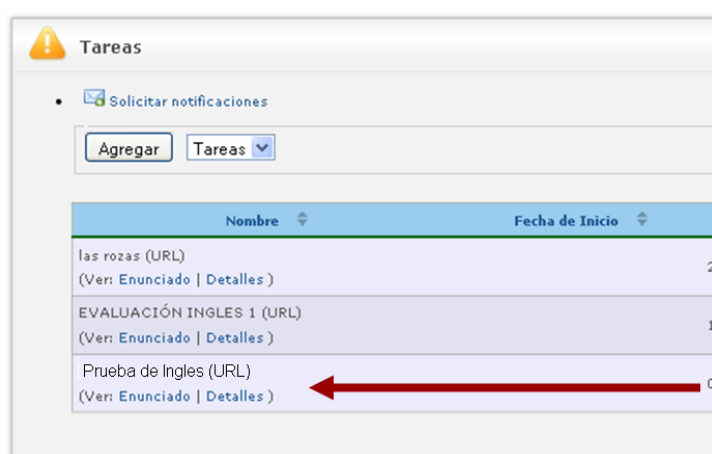 Tareas
Solicitar notificaciones
Agregar Tareas
Nombre Fecha de Inicio
las rozas (URL)
(Ver: Enunciado | Detalles )
EVALUACIÓN INGLES 1 (URL)
(Ver: Enunciado | Detalles )
Prueba de Ingles (URL)
(Ver: Enunciado | Detalles )